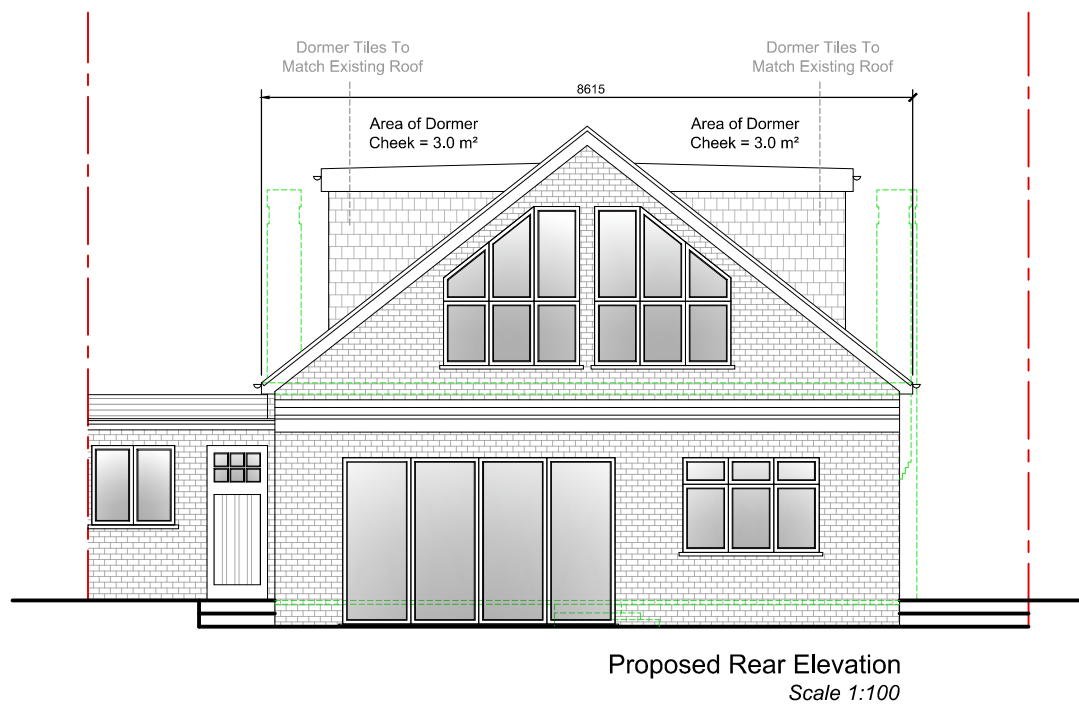 Dormer Tiles To
Match Existing Roof
Dormer Tiles To
Match Existing Roof
8615
Area of Dormer
Cheek = 3.0 m²
Area of Dormer
Cheek = 3.0 m²
Proposed Rear Elevation
Scale 1:100